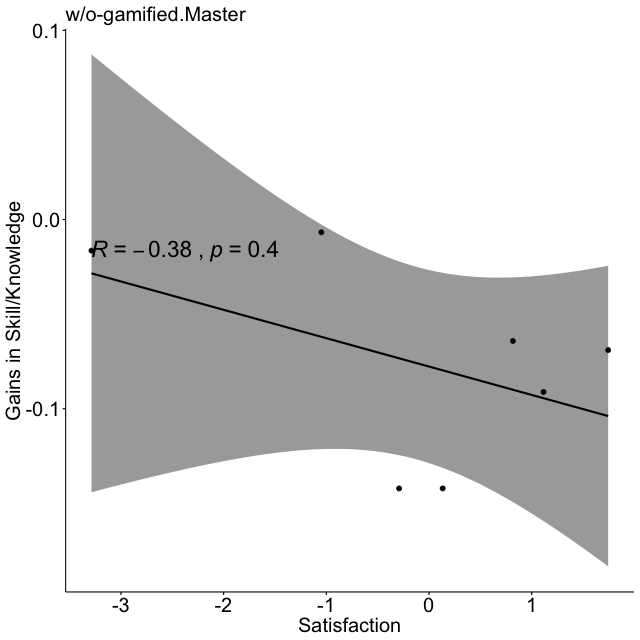 w/o-gamified.Master
0.1
0.0
-0.1
Gains in Skill/Knowledge
R = −0.38 , p = 0.4
-3 -2 -1 0 1
Satisfaction